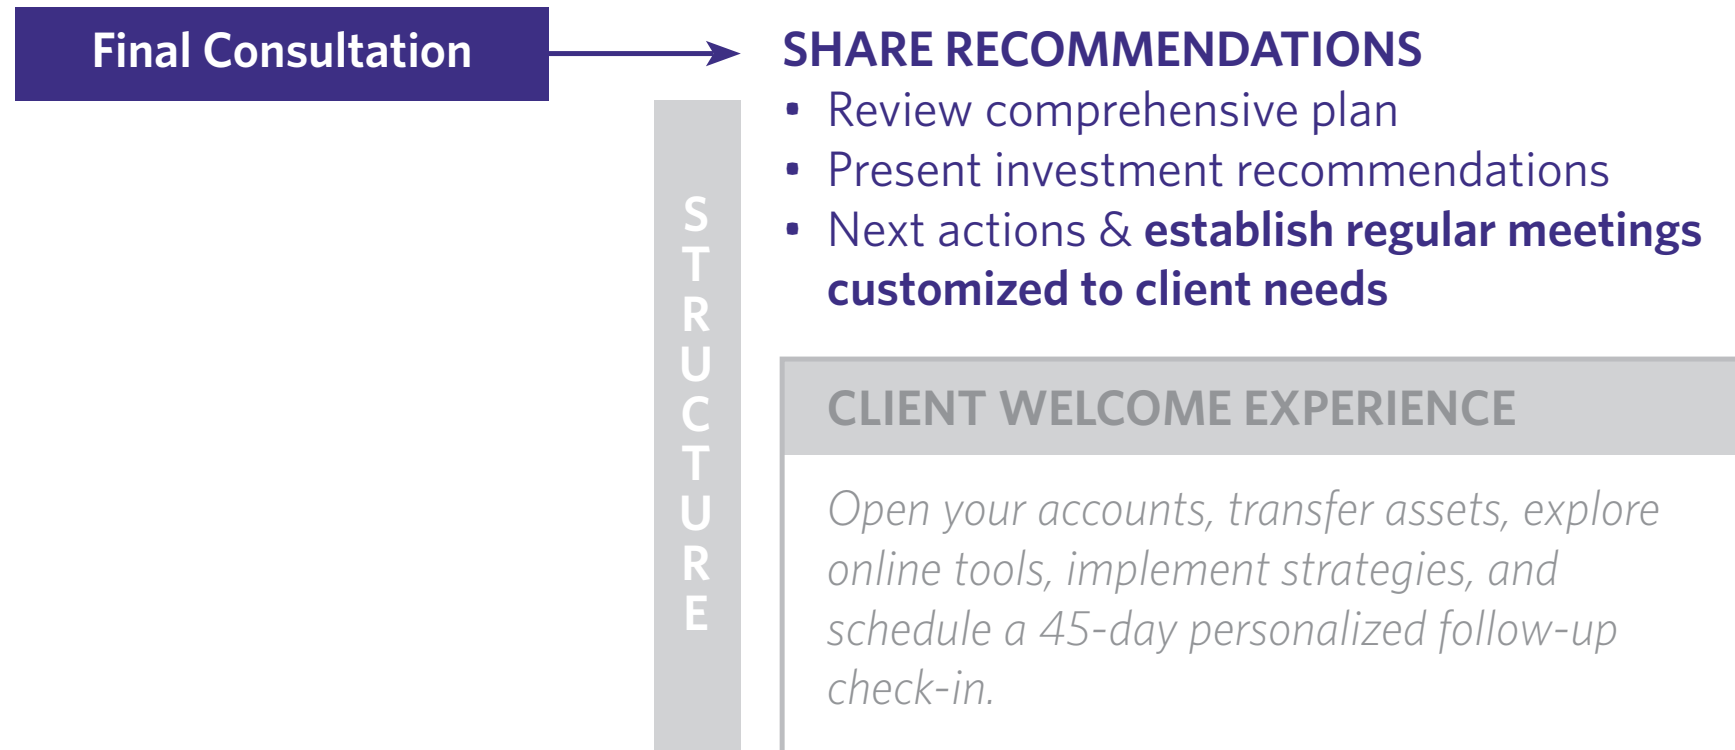 Final Consultation
SHARE RECOMMENDATIONS
• Review comprehensive plan
• Present investment recommendations
• Next actions & establish regular meetings
customized to client needs
STRUCTURE
CLIENT WELCOME EXPERIENCE
Open your accounts, transfer assets, explore
online tools, implement strategies, and
schedule a 45-day personalized follow-up
check-in.